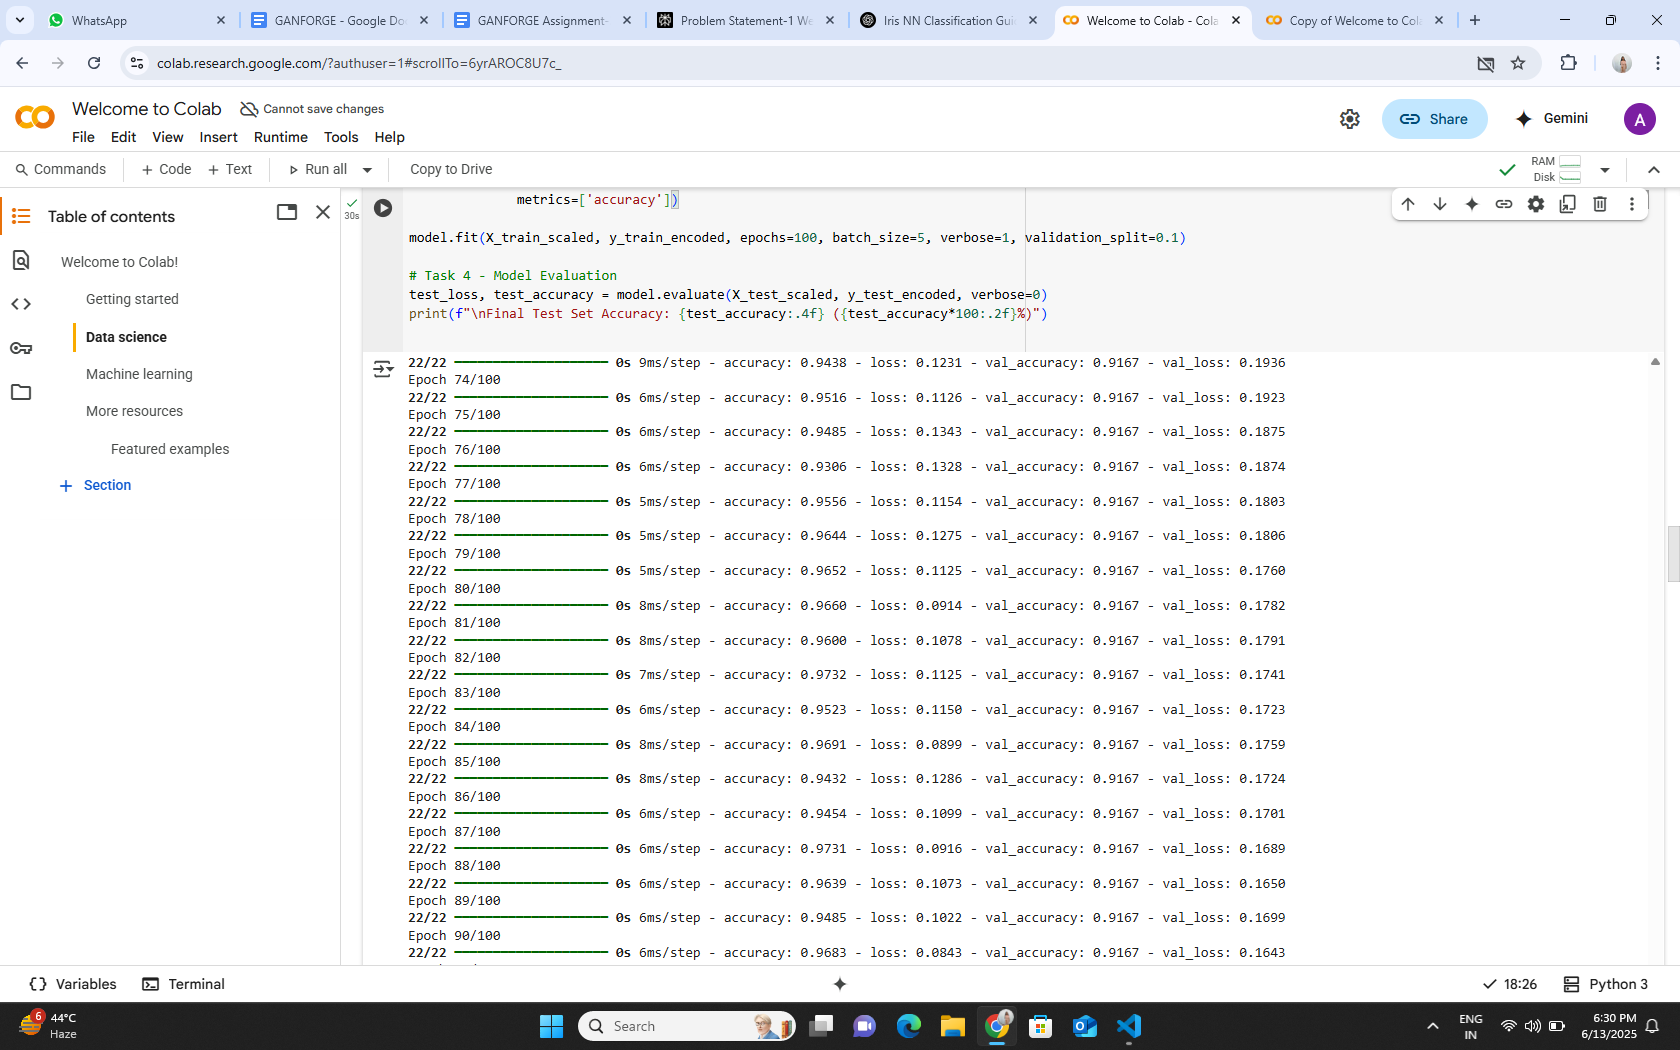 WhatsApp
GANFORGE - Google Do
GANFORGE Assignment-
Problem Statement-1 We
Iris NN Classification Gui
Welcome to Colab - Cola
Copy of Welcome to Col
colab.research.google.com/?authuser=1#scrollTo=6yrAROC8U7c_
Welcome to Colab
Cannot save changes
File Edit View Insert Runtime Tools Help
Share
Gemini
A
Commands + Code + Text Run all Copy to Drive
RAM
Disk
Table of contents
Welcome to Colab!
Getting started
Data science
Machine learning
More resources
Featured examples
+ Section
30s
metrics=['accuracy'])
model.fit(X_train_scaled, y_train_encoded, epochs=100, batch_size=5, verbose=1, validation_split=0.1)
# Task 4 - Model Evaluation
test_loss, test_accuracy = model.evaluate(X_test_scaled, y_test_encoded, verbose=0)
print(f"\nFinal Test Set Accuracy: {test_accuracy:.4f} ({test_accuracy*100:.2f}%)")
22/22 0s 9ms/step - accuracy: 0.9438 - loss: 0.1231 - val_accuracy: 0.9167 - val_loss: 0.1936
Epoch 74/100
22/22 0s 6ms/step - accuracy: 0.9516 - loss: 0.1126 - val_accuracy: 0.9167 - val_loss: 0.1923
Epoch 75/100
22/22 0s 6ms/step - accuracy: 0.9485 - loss: 0.1343 - val_accuracy: 0.9167 - val_loss: 0.1875
Epoch 76/100
22/22 0s 6ms/step - accuracy: 0.9306 - loss: 0.1328 - val_accuracy: 0.9167 - val_loss: 0.1874
Epoch 77/100
22/22 0s 5ms/step - accuracy: 0.9556 - loss: 0.1154 - val_accuracy: 0.9167 - val_loss: 0.1803
Epoch 78/100
22/22 0s 5ms/step - accuracy: 0.9644 - loss: 0.1275 - val_accuracy: 0.9167 - val_loss: 0.1806
Epoch 79/100
22/22 0s 5ms/step - accuracy: 0.9652 - loss: 0.1125 - val_accuracy: 0.9167 - val_loss: 0.1760
Epoch 80/100
22/22 0s 8ms/step - accuracy: 0.9660 - loss: 0.0914 - val_accuracy: 0.9167 - val_loss: 0.1782
Epoch 81/100
22/22 0s 8ms/step - accuracy: 0.9600 - loss: 0.1078 - val_accuracy: 0.9167 - val_loss: 0.1791
Epoch 82/100
22/22 0s 7ms/step - accuracy: 0.9732 - loss: 0.1125 - val_accuracy: 0.9167 - val_loss: 0.1741
Epoch 83/100
22/22 0s 6ms/step - accuracy: 0.9523 - loss: 0.1150 - val_accuracy: 0.9167 - val_loss: 0.1723
Epoch 84/100
22/22 0s 8ms/step - accuracy: 0.9691 - loss: 0.0899 - val_accuracy: 0.9167 - val_loss: 0.1759
Epoch 85/100
22/22 0s 8ms/step - accuracy: 0.9432 - loss: 0.1286 - val_accuracy: 0.9167 - val_loss: 0.1724
Epoch 86/100
22/22 0s 6ms/step - accuracy: 0.9454 - loss: 0.1099 - val_accuracy: 0.9167 - val_loss: 0.1701
Epoch 87/100
22/22 0s 6ms/step - accuracy: 0.9731 - loss: 0.0916 - val_accuracy: 0.9167 - val_loss: 0.1689
Epoch 88/100
22/22 0s 6ms/step - accuracy: 0.9639 - loss: 0.1073 - val_accuracy: 0.9167 - val_loss: 0.1650
Epoch 89/100
22/22 0s 6ms/step - accuracy: 0.9485 - loss: 0.1022 - val_accuracy: 0.9167 - val_loss: 0.1699
Epoch 90/100
22/22 0s 6ms/step - accuracy: 0.9683 - loss: 0.0843 - val_accuracy: 0.9167 - val_loss: 0.1643
Variables
Terminal
18:26
Python 3
6
44°C
Haze
Search
ENG
IN
6:30 PM
6/13/2025